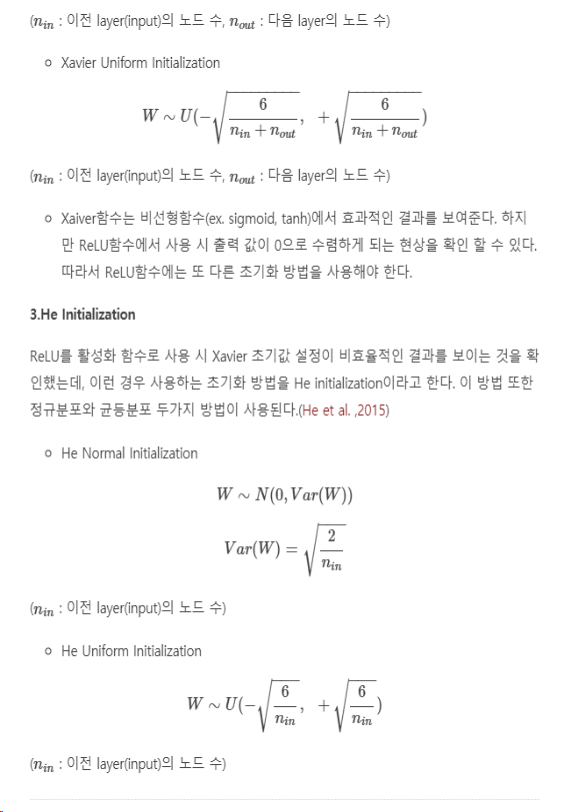 (n_in : 이전 layer(input)의 노드 수, n_out : 다음 layer의 노드 수)
○ Xavier Uniform Initialization
W ∼ U(−√(6/(n_in + n_out)), +√(6/(n_in + n_out)))
(n_in : 이전 layer(input)의 노드 수, n_out : 다음 layer의 노드 수)
○ Xaiver함수는 비선형함수(ex. sigmoid, tanh)에서 효과적인 결과를 보여준다. 하지
만 ReLU함수에서 사용 시 출력 값이 0으로 수렴하게 되는 현상을 확인 할 수 있다.
따라서 ReLU함수에는 또 다른 초기화 방법을 사용해야 한다.
3.He Initialization
ReLU를 활성화 함수로 사용 시 Xavier 초기값 설정이 비효율적인 결과를 보이는 것을 확
인했는데, 이런 경우 사용하는 초기화 방법을 He initialization이라고 한다. 이 방법 또한
정규분포와 균등분포 두가지 방법이 사용된다.(He et al. ,2015)
○ He Normal Initialization
W ∼ N(0, Var(W))
Var(W) = √(2/n_in)
(n_in : 이전 layer(input)의 노드 수)
○ He Uniform Initialization
W ∼ U(−√(6/n_in), +√(6/n_in))
(n_in : 이전 layer(input)의 노드 수)